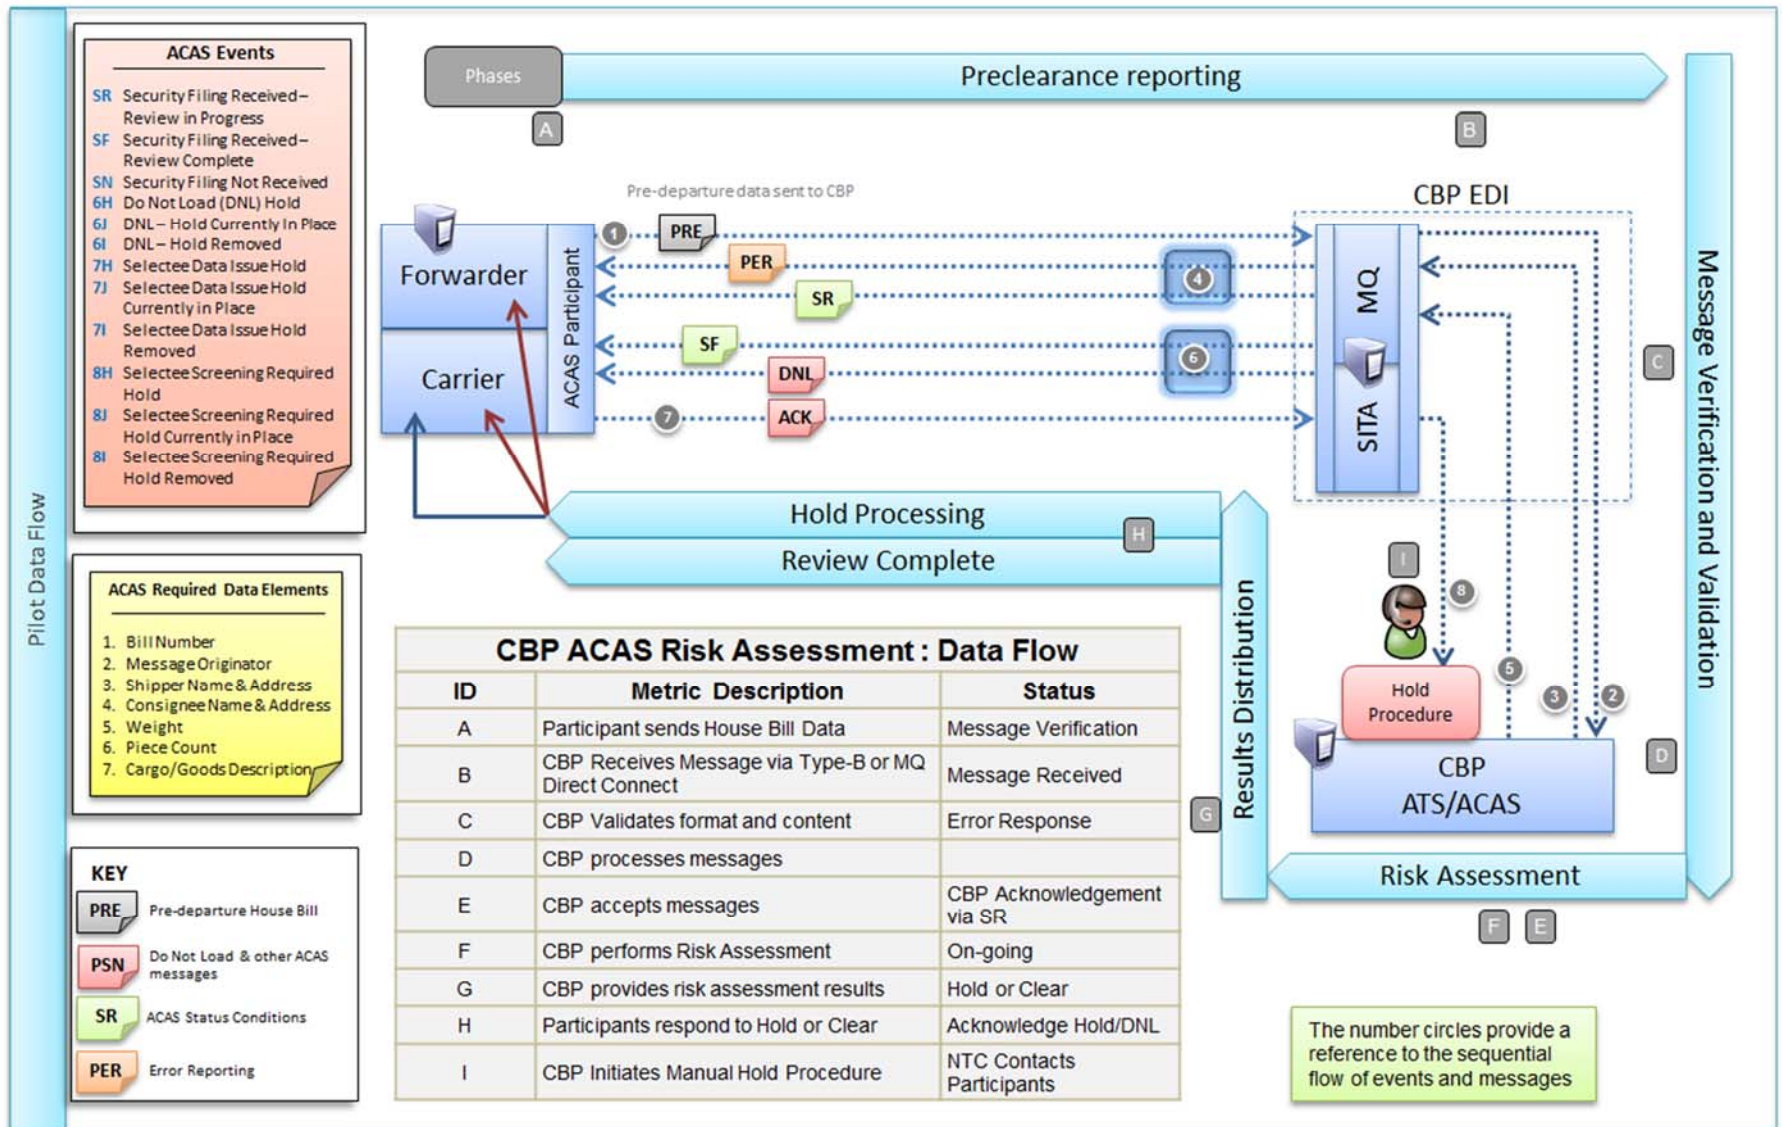 Pilot Data Flow
ACAS Events
SR Security Filing Received–
Review in Progress
SF Security Filing Received–
Review Complete
SN Security Filing Not Received
6H Do Not Load (DNL) Hold
6J DNL – Hold Currently In Place
6I DNL – Hold Removed
7H Selectee Data Issue Hold
7J Selectee Data Issue Hold
Currently in Place
7I Selectee Data Issue Hold
Removed
8H Selectee Screening Required
Hold
8J Selectee Screening Required
Hold Currently in Place
8I Selectee Screening Required
Hold Removed
ACAS Required Data Elements
1. Bill Number
2. Message Originator
3. Shipper Name & Address
4. Consignee Name & Address
5. Weight
6. Piece Count
7. Cargo/Goods Description
KEY
PRE Pre-departure House Bill
PSN Do Not Load & other ACAS
messages
SR ACAS Status Conditions
PER Error Reporting
Phases
Preclearance reporting
A
B
Pre-departure data sent to CBP
CBP EDI
Forwarder
Carrier
ACAS Participant
1
PRE
PER
4
SR
SF
6
DNL
7
ACK
MQ
SITA
C
Message Verification and Validation
Hold Processing
H
Review Complete
I
8
5
3
2
Hold
Procedure
CBP
ATS/ACAS
D
Results Distribution
G
Risk Assessment
F
E
CBP ACAS Risk Assessment : Data Flow
ID Metric Description Status
A Participant sends House Bill Data Message Verification
B CBP Receives Message via Type-B or MQ
Direct Connect Message Received
C CBP Validates format and content Error Response
D CBP processes messages
E CBP accepts messages CBP Acknowledgement
via SR
F CBP performs Risk Assessment On-going
G CBP provides risk assessment results Hold or Clear
H Participants respond to Hold or Clear Acknowledge Hold/DNL
I CBP Initiates Manual Hold Procedure NTC Contacts
Participants
The number circles provide a
reference to the sequential
flow of events and messages